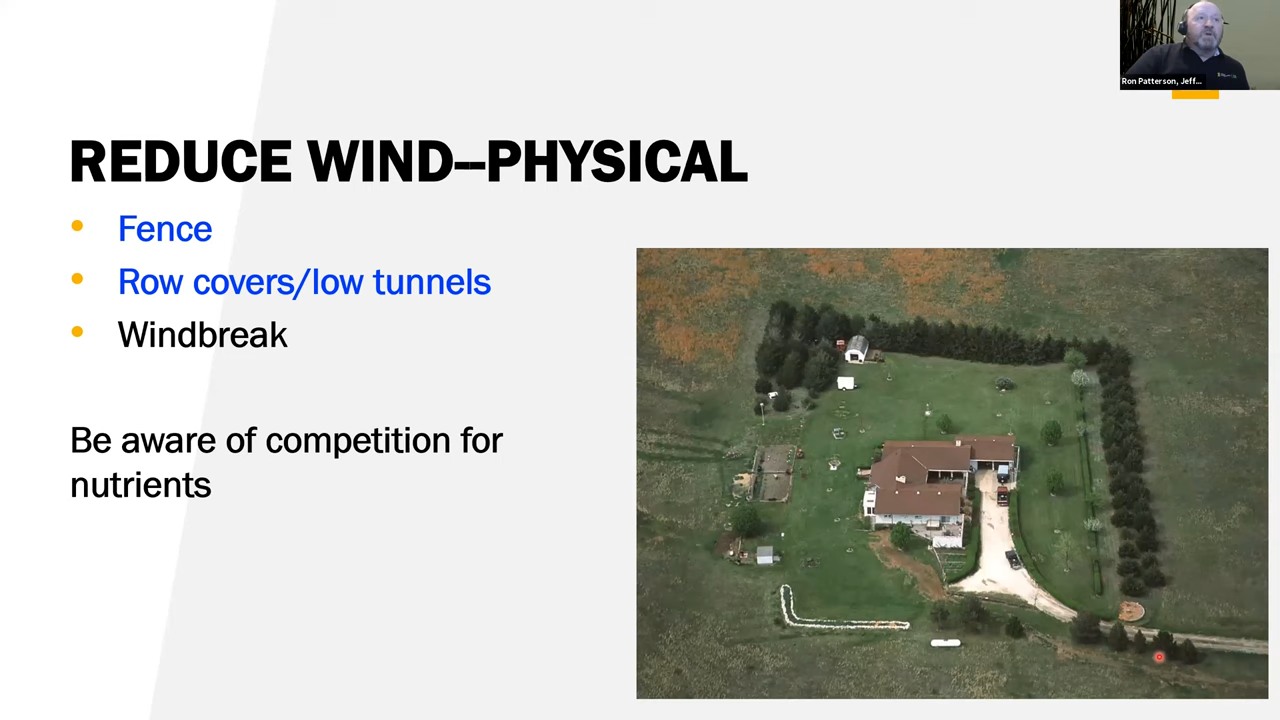 Ron Patterson, Jeff...
REDUCE WIND--PHYSICAL
• Fence
• Row covers/low tunnels
• Windbreak
Be aware of competition for
nutrients